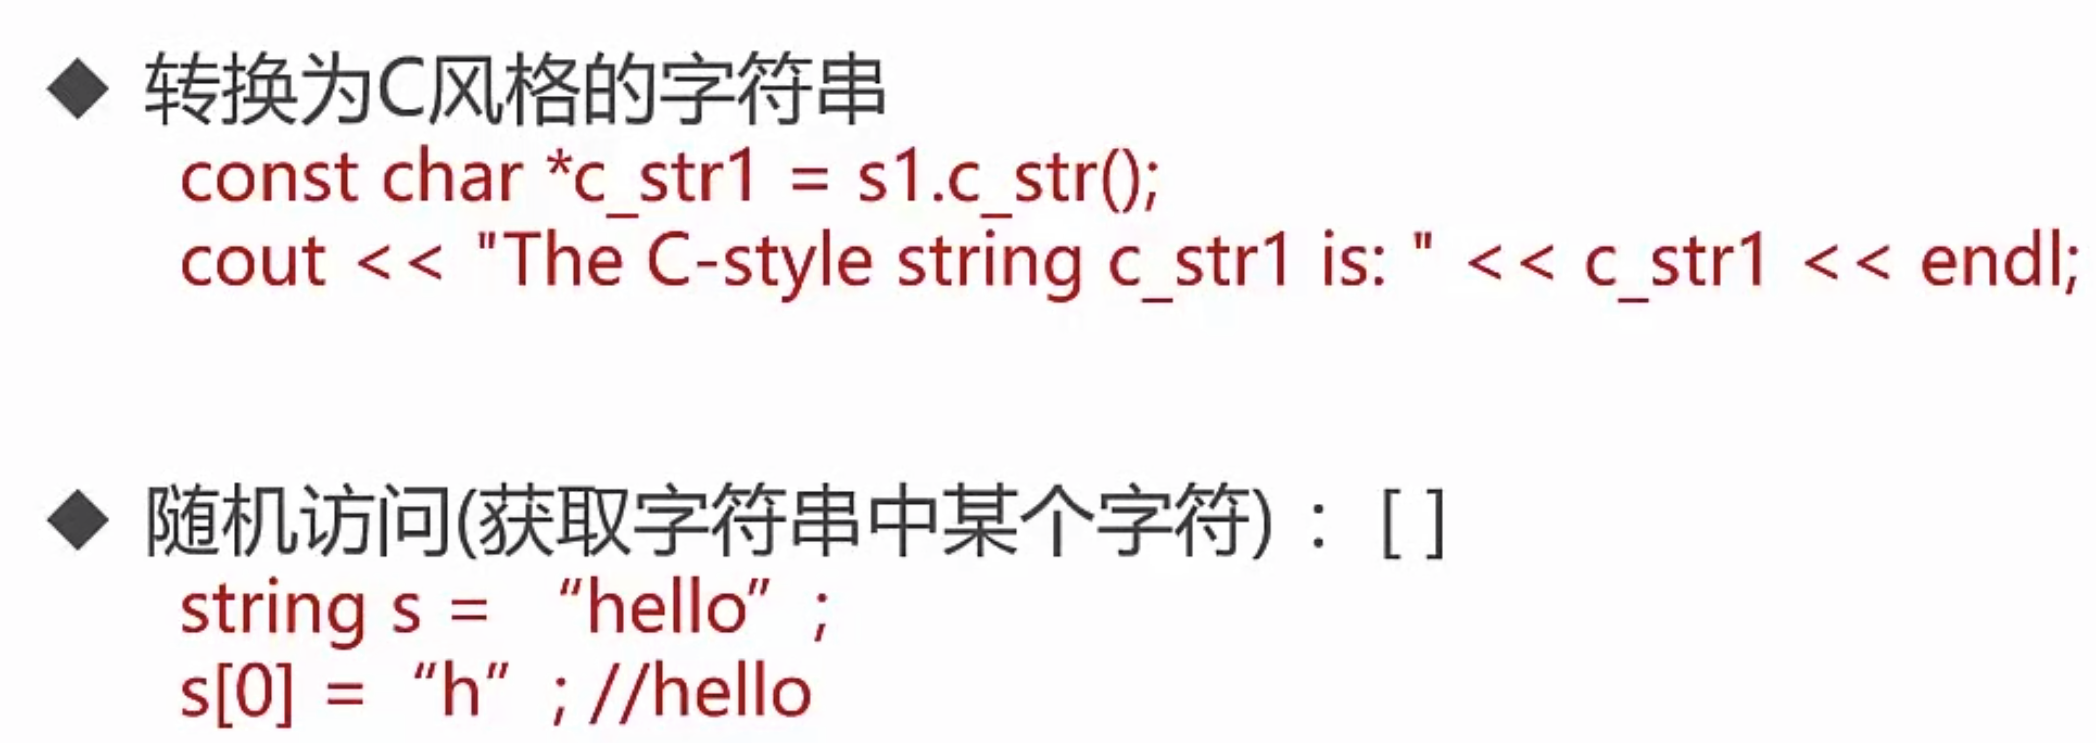 ◆ 转换为C风格的字符串
const char *c_str1 = s1.c_str();
cout << "The C-style string c_str1 is: " << c_str1 << endl;
◆ 随机访问(获取字符串中某个字符)：[ ]
string s = “hello” ;
s[0] = “h” ; //hello